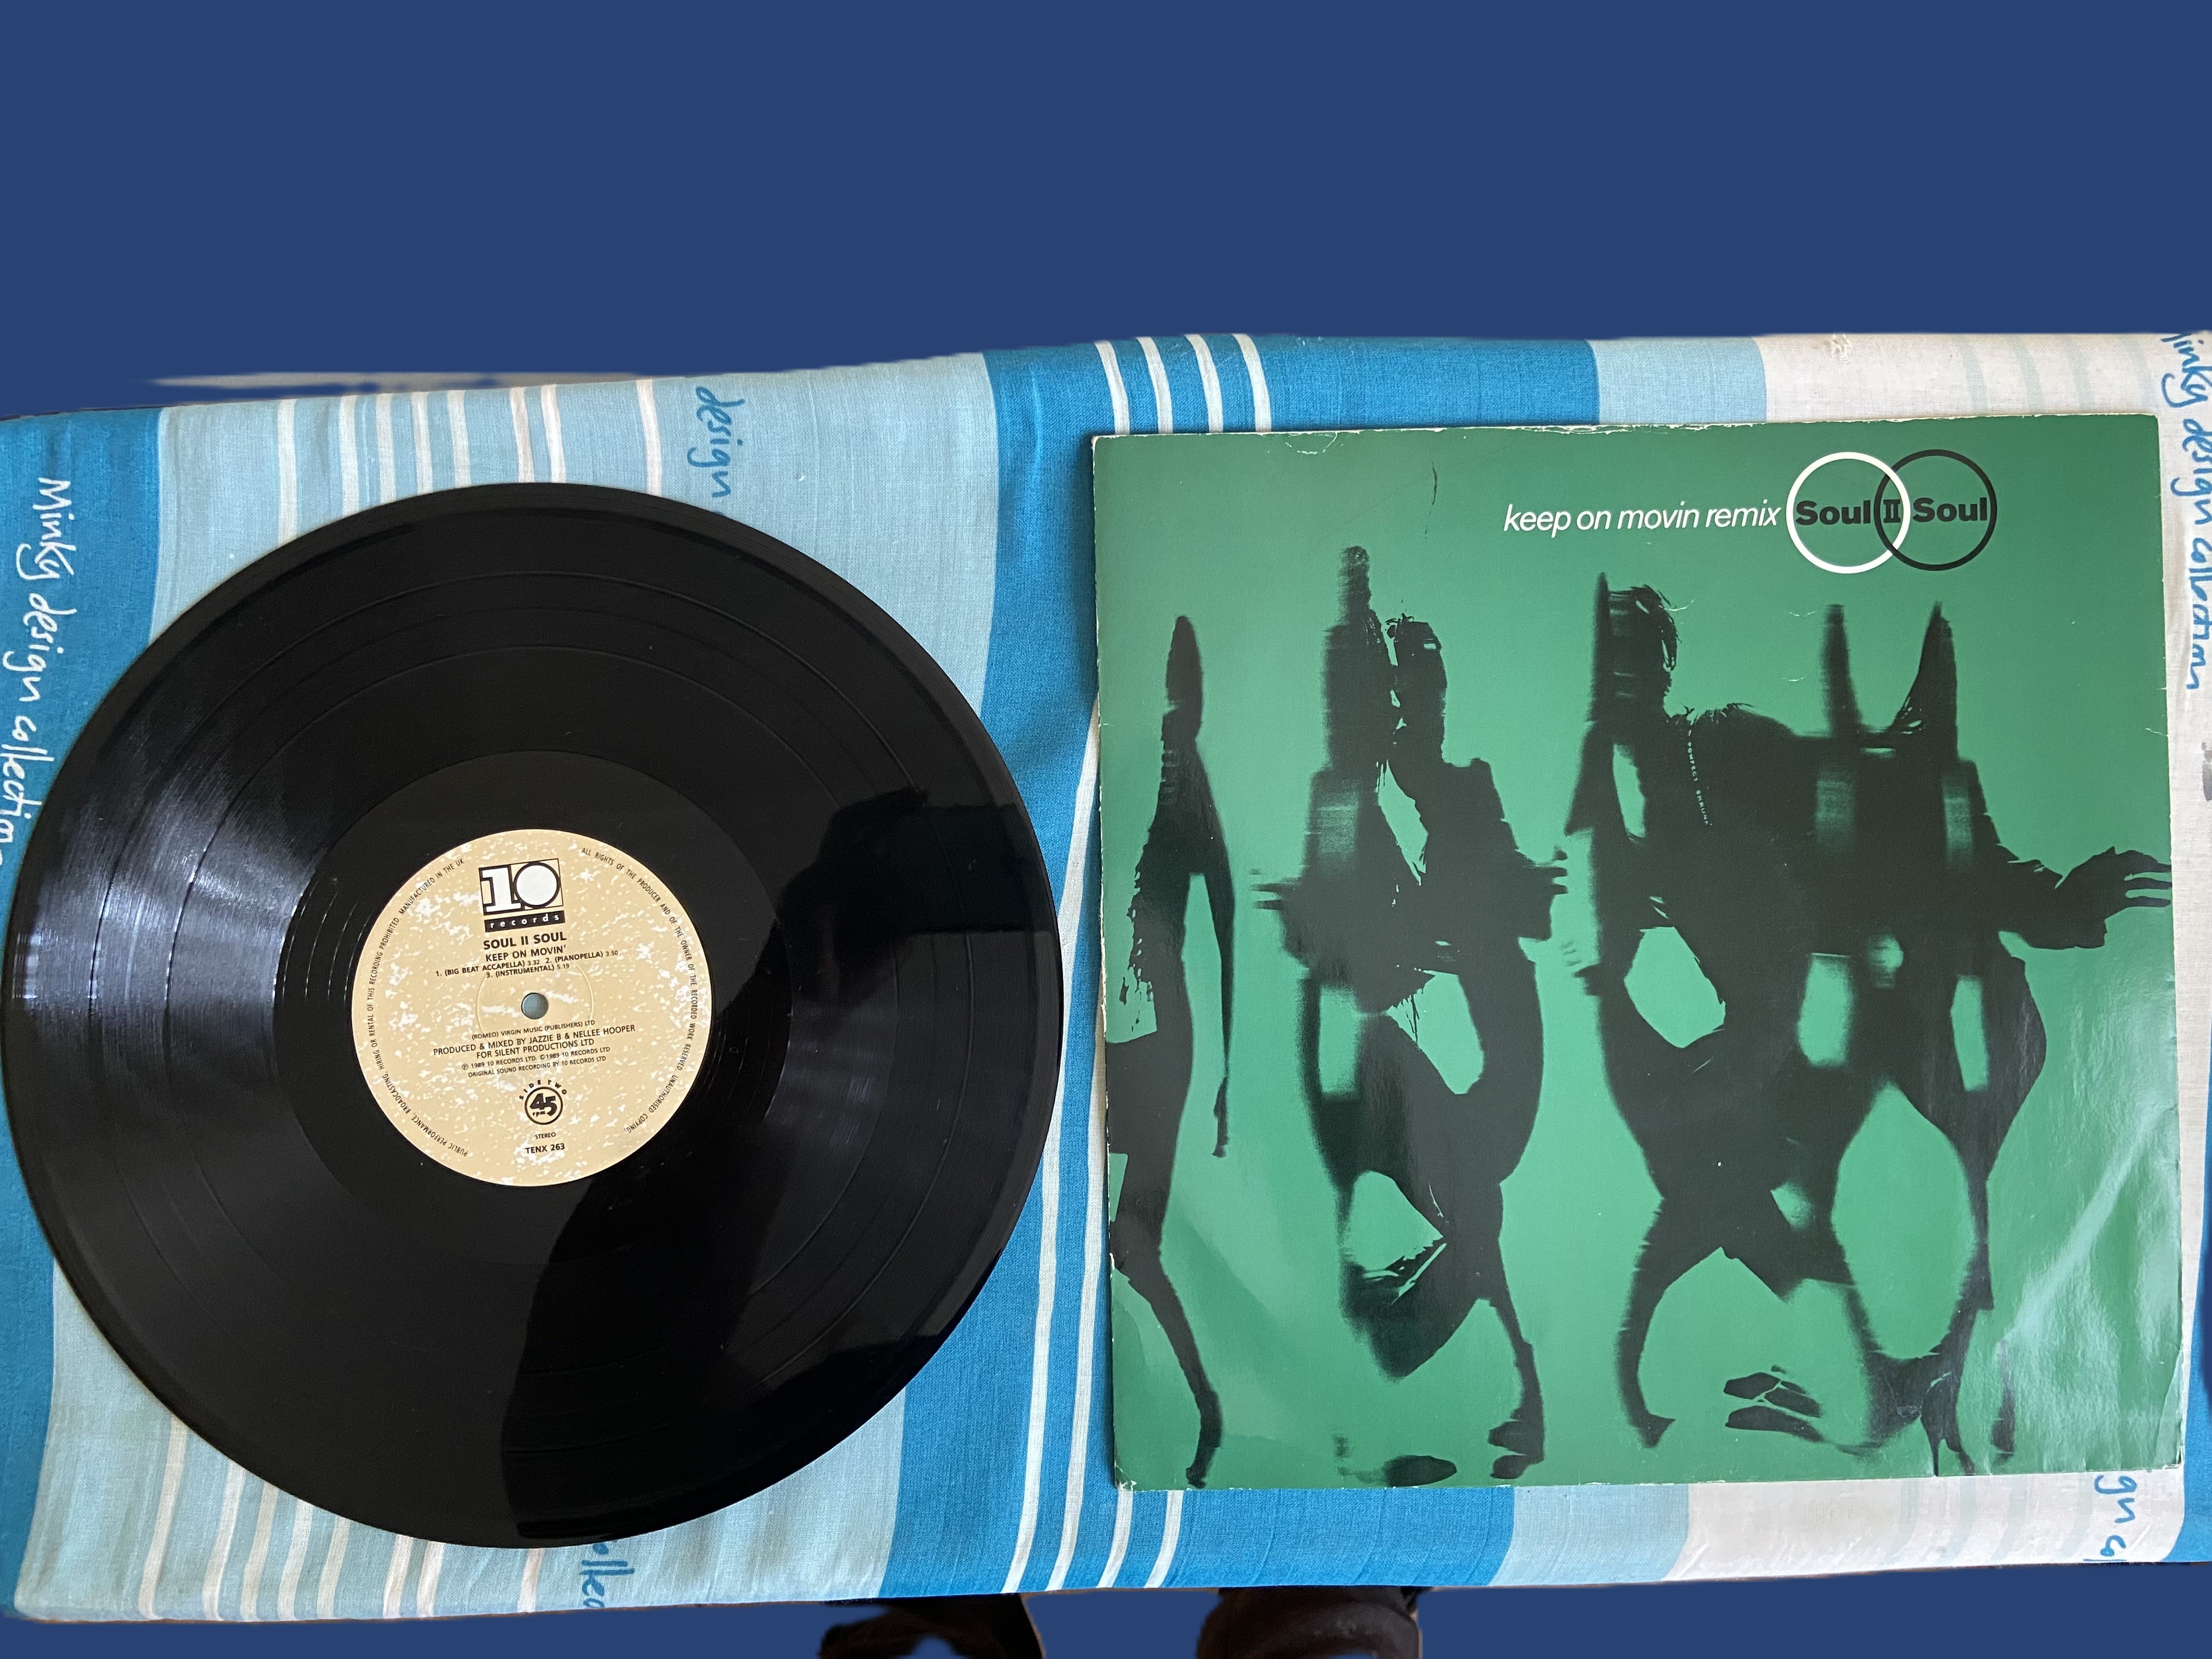 Minky design collection
design
10
records
SOUL II SOUL
KEEP ON MOVIN'
1. (BIG BEAT ACCAPELLA) 3.32 2. (PIANOPELLA) 3.50
3. (INSTRUMENTAL) 5.19
(ROMEO) VIRGIN MUSIC (PUBLISHERS) LTD
PRODUCED & MIXED BY JAZZIE B & NELLEE HOOPER
FOR SILENT PRODUCTIONS LTD
℗ 1989 10 RECORDS LTD. © 1989 10 RECORDS LTD
ORIGINAL SOUND RECORDING BY 10 RECORDS LTD
SIDE TWO
45
rpm
STEREO
TENX 263
MANUFACTURED IN THE UK
ALL RIGHTS OF THE PRODUCER AND OF THE OWNER OF THE RECORDED WORK RESERVED. UNAUTHORISED COPYING,
PUBLIC PERFORMANCE, BROADCASTING, HIRING OR RENTAL OF THIS RECORDING PROHIBITED.
keep on movin remix
Soul II Soul
Minky design collection